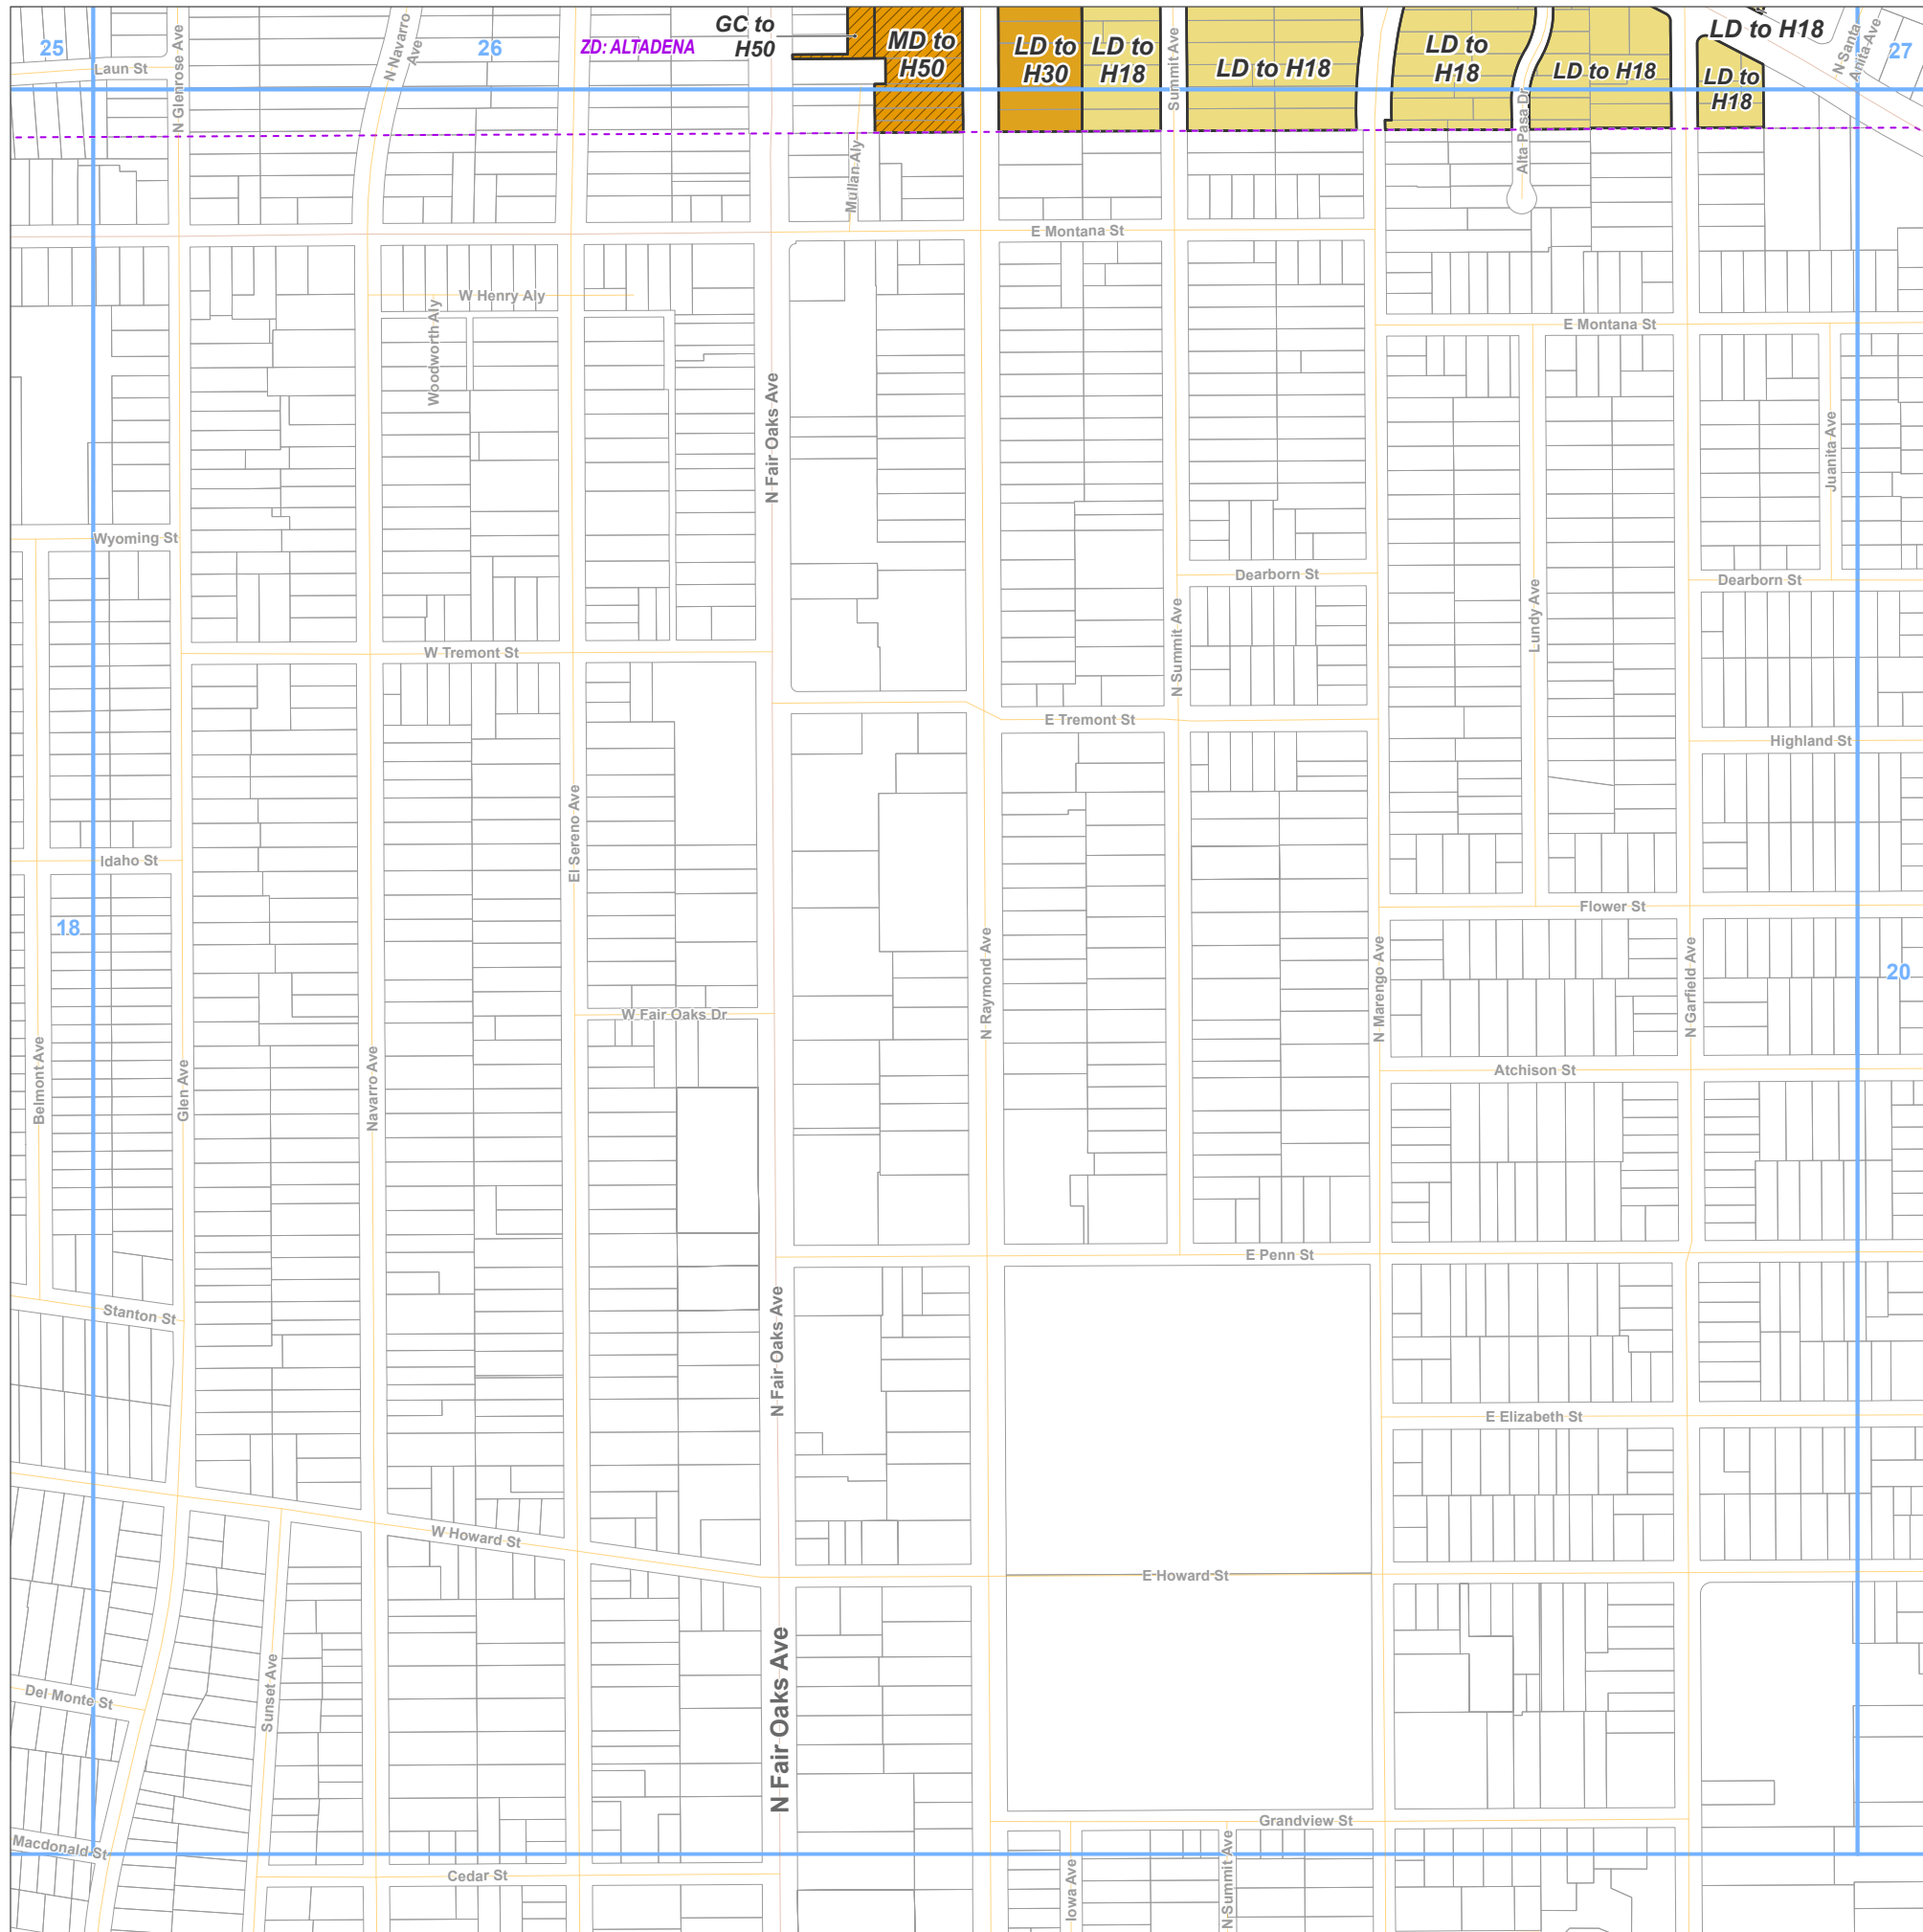 GC to
H50
25
26
ZD: ALTADENA
MD to
H50
LD to
H30
LD to
H18
LD to H18
LD to
H18
LD to H18
LD to H18
LD to
H18
27
Laun St
N Glenrose Ave
N Navarro
Ave
Summit Ave
Alta Pasa Dr
N Santa
Anita Ave
Mullan Aly
E Montana St
W Henry Aly
Woodworth Aly
E Montana St
N Fair Oaks Ave
Juanita Ave
Wyoming St
Dearborn St
Dearborn St
N Summit Ave
Lundy Ave
W Tremont St
E Tremont St
Highland St
El Sereno Ave
Idaho St
18
Flower St
20
N Raymond Ave
N Marengo Ave
N Garfield Ave
W Fair Oaks Dr
Belmont Ave
Glen Ave
Navarro Ave
Atchison St
E Penn St
Stanton St
N Fair Oaks Ave
E Elizabeth St
W Howard St
E Howard St
Sunset Ave
Del Monte St
N Fair Oaks Ave
Grandview St
Macdonald St
Cedar St
Iowa Ave
N Summit Ave